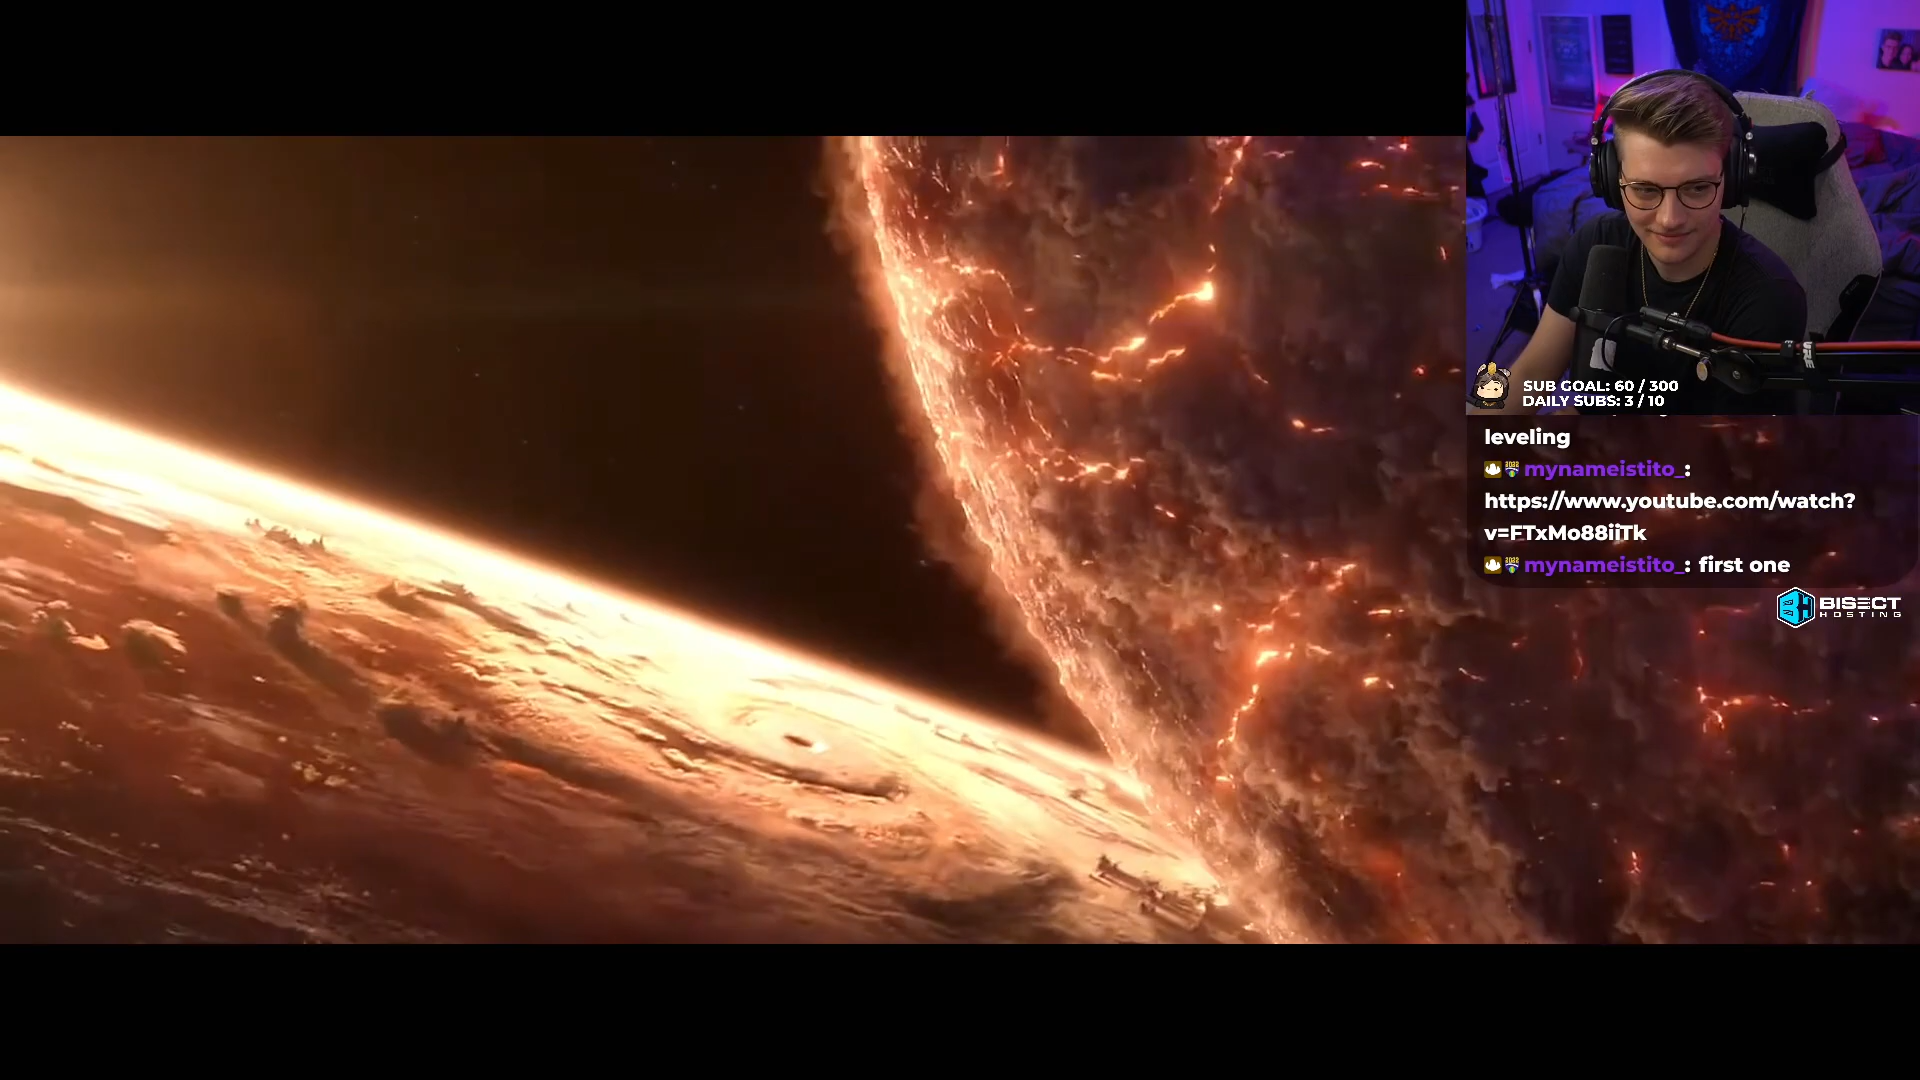 SUB GOAL: 60 / 300
DAILY SUBS: 3 / 10
leveling
mynameistito_:
https://www.youtube.com/watch?
v=FTxMo88iiTk
mynameistito_: first one
BISECT
HOSTING